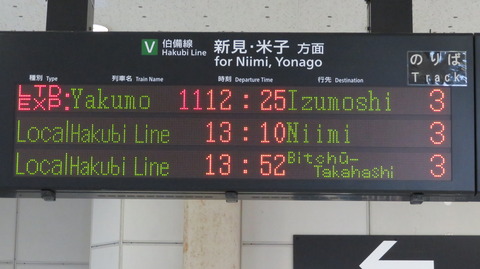 V 伯備線 Hakubi Line 新見・米子 方面
for Niimi, Yonago
のりば
Track
種別 Type 列車名 Train Name 時刻 Departure Time 行先 Destination
LTD. EXP. Yakumo 11 12:25 Izumoshi 3
Local Hakubi Line 13:10 Niimi 3
Local Hakubi Line 13:52 Bitchū-Takahashi 3